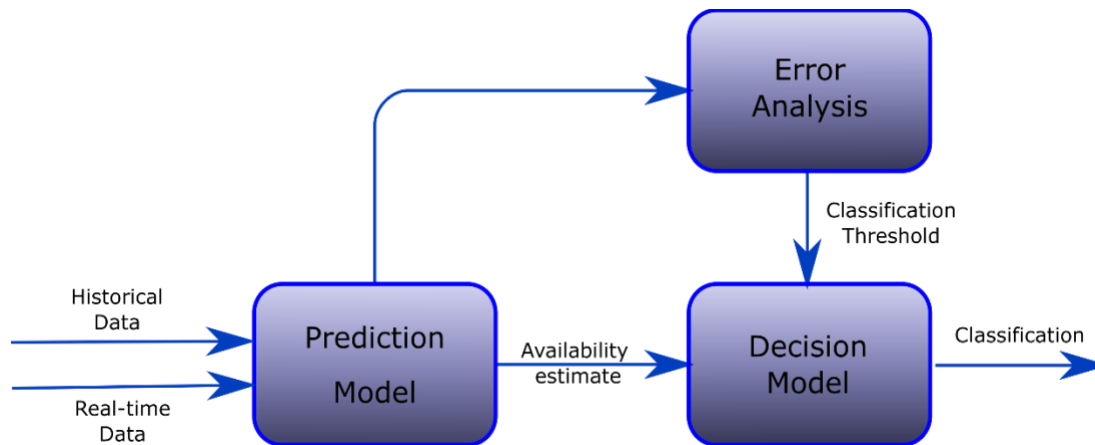 Error
Analysis
Classification
Threshold
Historical
Data
Prediction
Model
Real-time
Data
Availability
estimate
Decision
Model
Classification